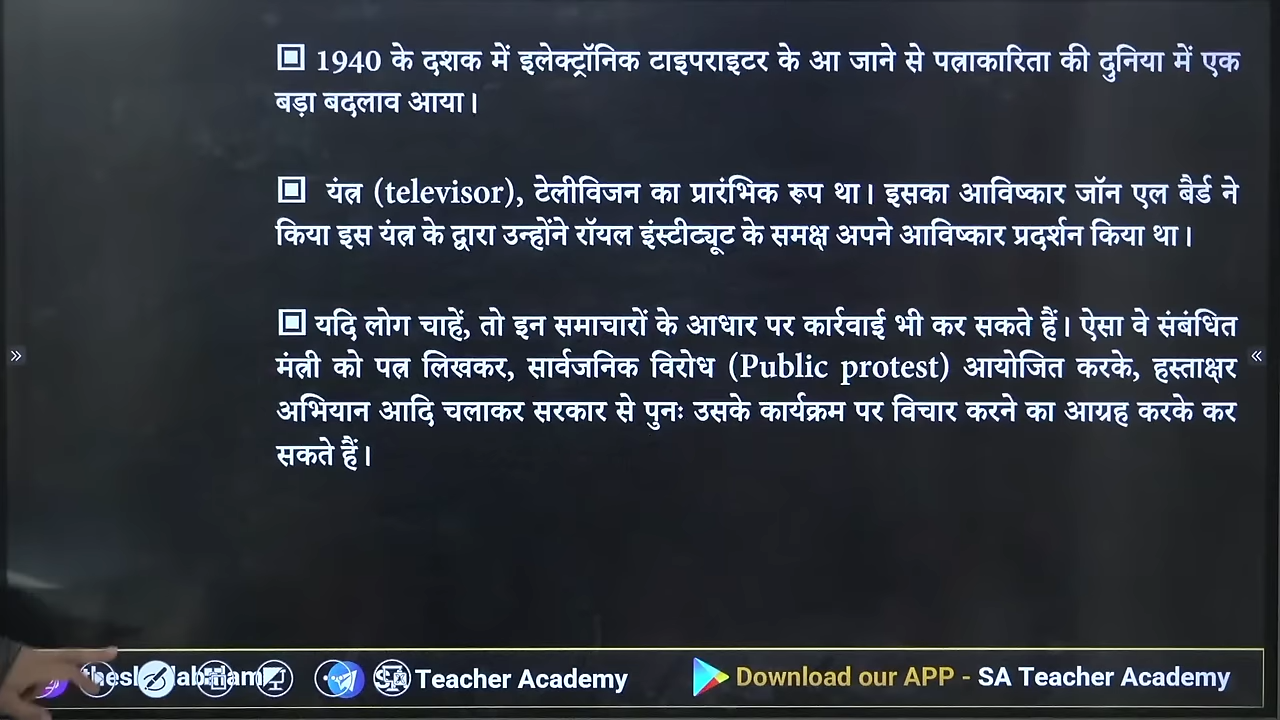 1940 के दशक में इलेक्ट्रॉनिक टाइपराइटर के आ जाने से पत्राकारिता की दुनिया में एक
बड़ा बदलाव आया।
यंत्र (televisor), टेलीविजन का प्रारंभिक रूप था। इसका आविष्कार जॉन एल बैर्ड ने
किया इस यंत्र के द्वारा उन्होंने रॉयल इंस्टीट्यूट के समक्ष अपने आविष्कार प्रदर्शन किया था।
यदि लोग चाहें, तो इन समाचारों के आधार पर कार्रवाई भी कर सकते हैं। ऐसा वे संबंधित
मंत्री को पत्र लिखकर, सार्वजनिक विरोध (Public protest) आयोजित करके, हस्ताक्षर
अभियान आदि चलाकर सरकार से पुनः उसके कार्यक्रम पर विचार करने का आग्रह करके कर
सकते हैं।
Teacher Academy
Download our APP - SA Teacher Academy